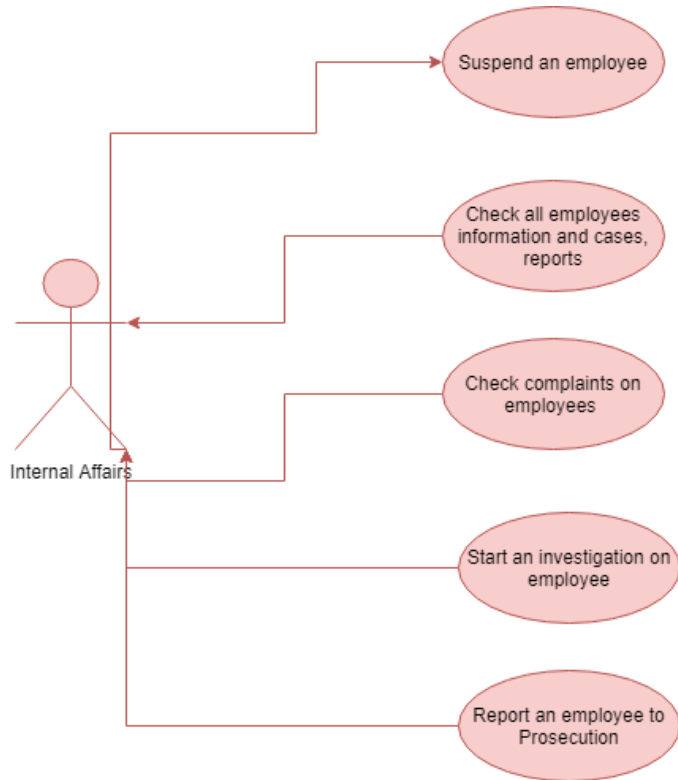 Suspend an employee
Check all employees
information and cases,
reports
Check complaints on
employees
Internal Affairs
Start an investigation on
employee
Report an employee to
Prosecution